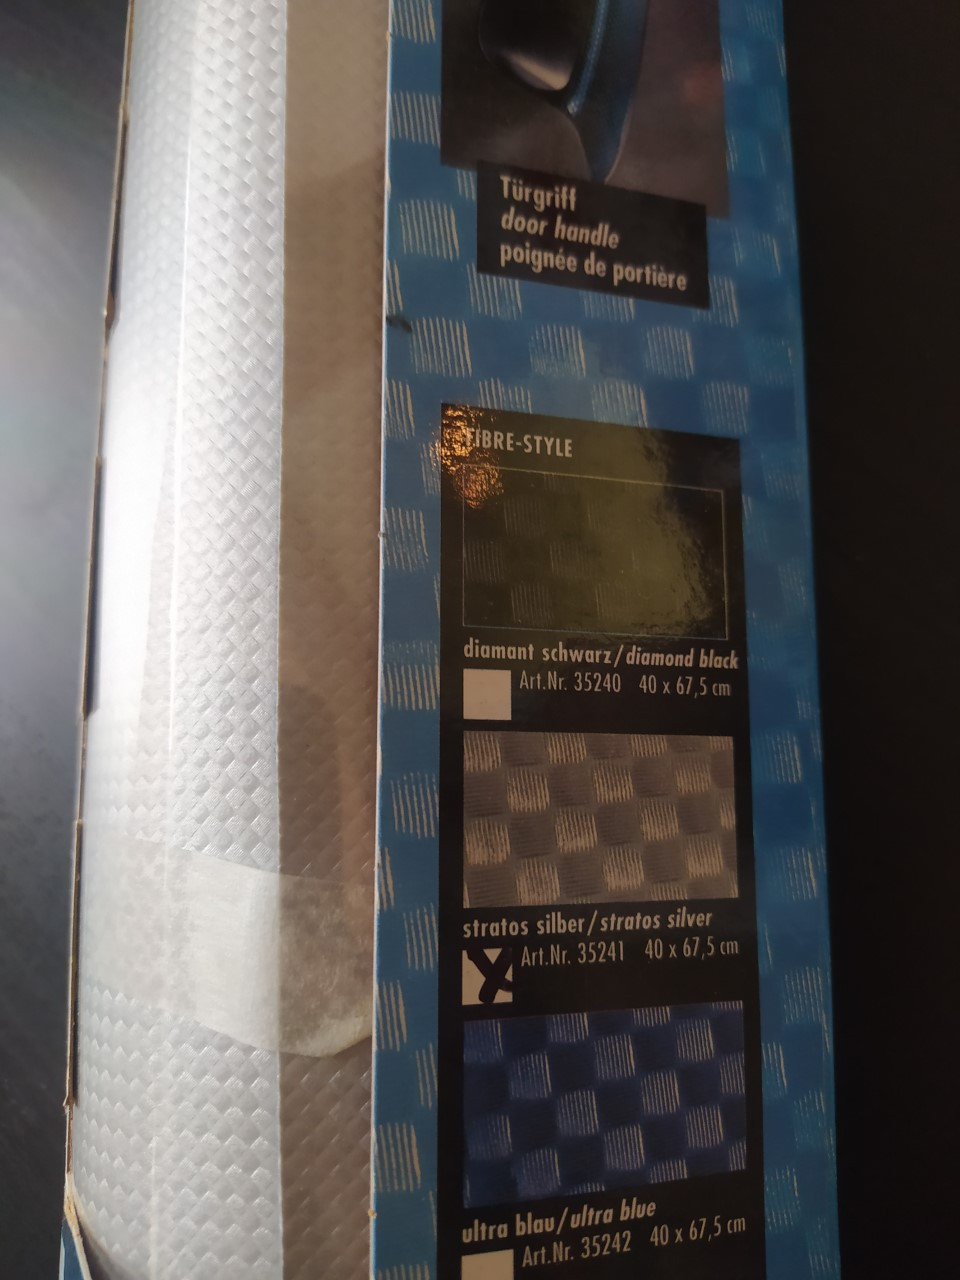 Türgriff
door handle
poignée de portière
FIBRE-STYLE
diamant schwarz/diamond black
Art.Nr. 35240 40 x 67,5 cm
stratos silber/stratos silver
Art.Nr. 35241 40 x 67,5 cm
ultra blau/ultra blue
Art.Nr. 35242 40 x 67,5 cm